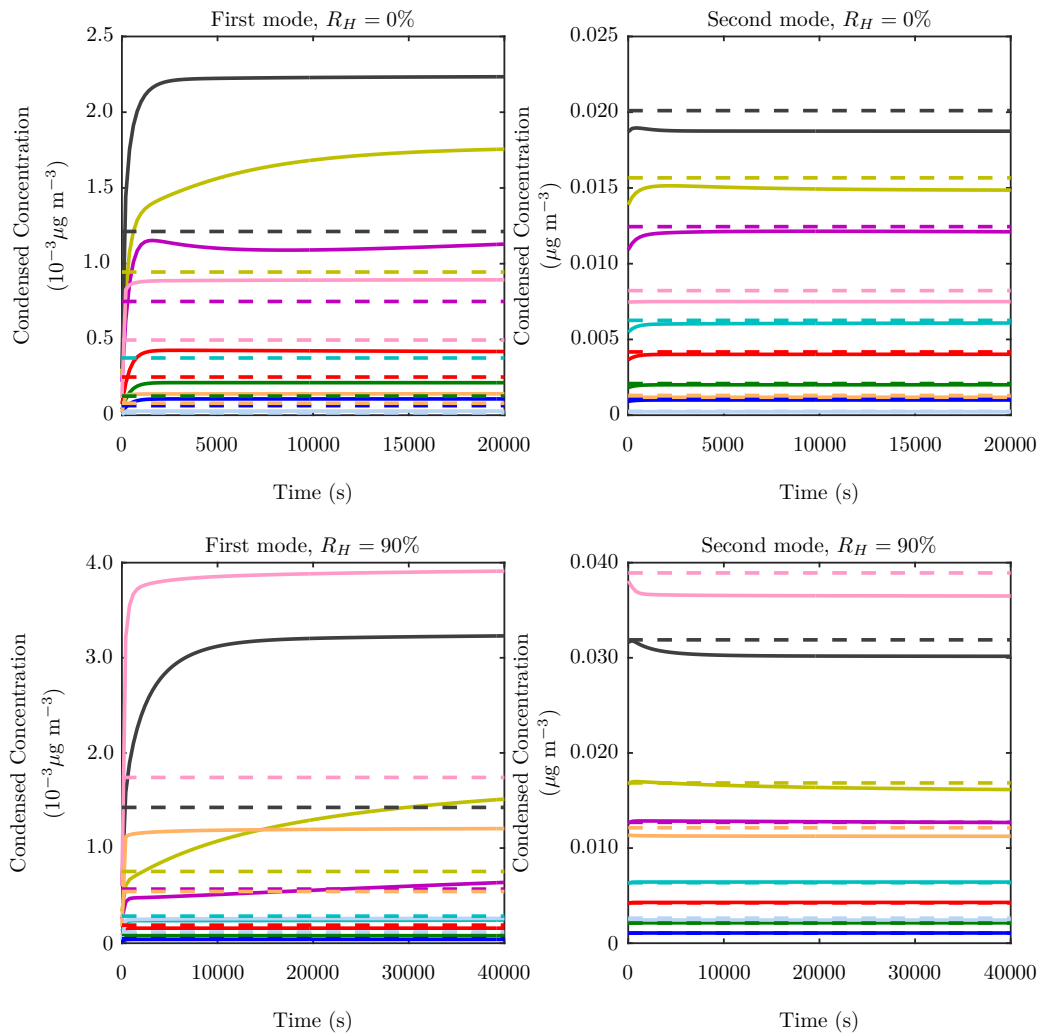 First mode, R_H = 0%
2.5
2.0
1.5
1.0
0.5
0
0 5000 10000 15000 20000
Time (s)
Condensed Concentration
(10⁻³μg m⁻³)
Second mode, R_H = 0%
0.025
0.020
0.015
0.010
0.005
0
0 5000 10000 15000 20000
Time (s)
Condensed Concentration
(μg m⁻³)
First mode, R_H = 90%
4.0
3.0
2.0
1.0
0
0 10000 20000 30000 40000
Time (s)
Condensed Concentration
(10⁻³μg m⁻³)
Second mode, R_H = 90%
0.040
0.030
0.020
0.010
0
0 10000 20000 30000 40000
Time (s)
Condensed Concentration
(μg m⁻³)